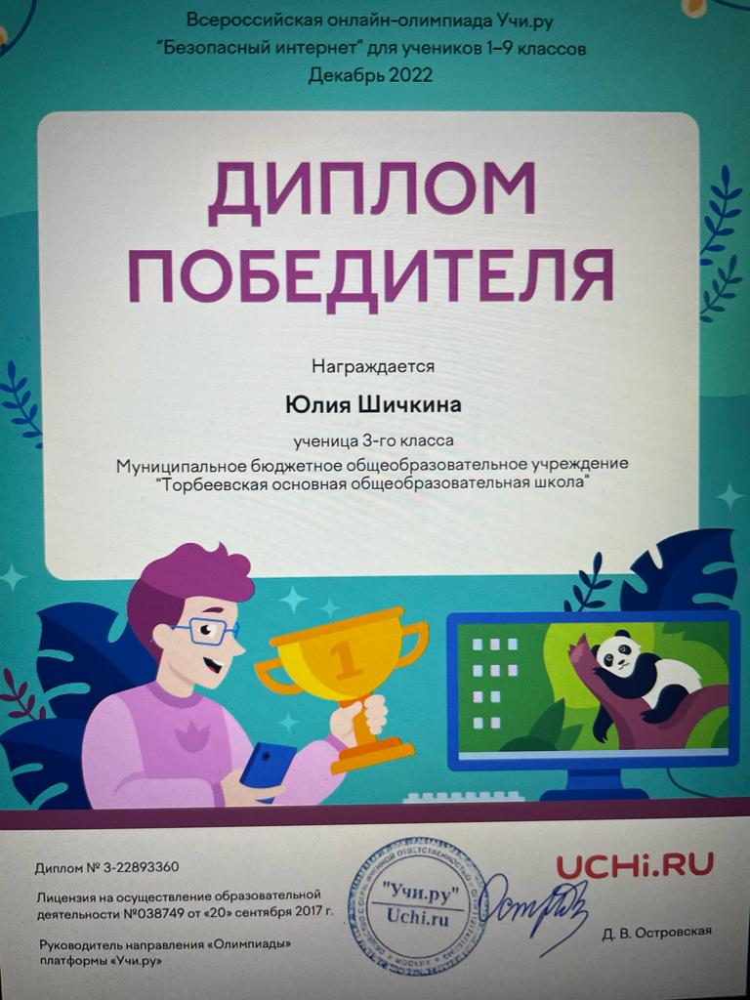 Всероссийская онлайн-олимпиада Учи.ру
"Безопасный интернет" для учеников 1–9 классов
Декабрь 2022
ДИПЛОМ
ПОБЕДИТЕЛЯ
Награждается
Юлия Шичкина
ученица 3-го класса
Муниципальное бюджетное общеобразовательное учреждение
"Торбеевская основная общеобразовательная школа"
1
Диплом № 3-22893360
Лицензия на осуществление образовательной
деятельности №038749 от «20» сентября 2017 г.
Руководитель направления «Олимпиады»
платформы «Учи.ру»
"Учи.ру"
Uchi.ru
UCHi.RU
Д. В. Островская